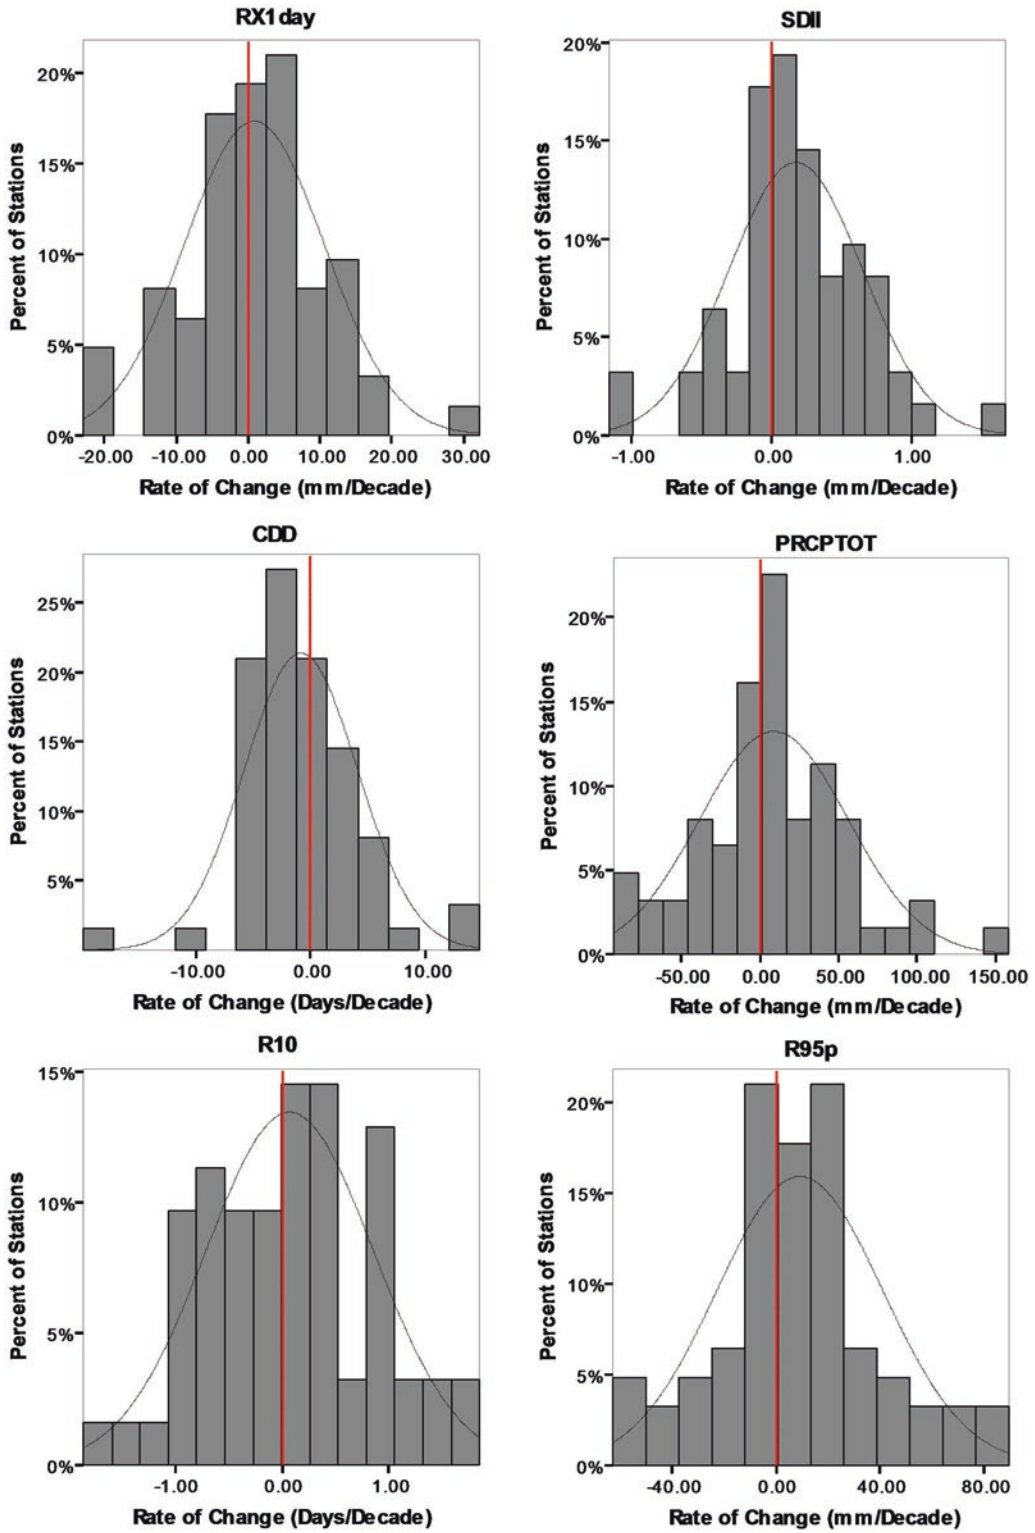 RX1day
20%
15%
10%
5%
0%
Percent of Stations
-20.00 -10.00 0.00 10.00 20.00 30.00
Rate of Change (mm/Decade)
SDII
20%
15%
10%
5%
0%
Percent of Stations
-1.00 0.00 1.00
Rate of Change (mm/Decade)
CDD
25%
20%
15%
10%
5%
Percent of Stations
-10.00 0.00 10.00
Rate of Change (Days/Decade)
PRCPTOT
20%
15%
10%
5%
0%
Percent of Stations
-50.00 0.00 50.00 100.00 150.00
Rate of Change (mm/Decade)
R10
15%
10%
5%
0%
Percent of Stations
-1.00 0.00 1.00
Rate of Change (Days/Decade)
R95p
20%
15%
10%
5%
0%
Percent of Stations
-40.00 0.00 40.00 80.00
Rate of Change (mm/Decade)